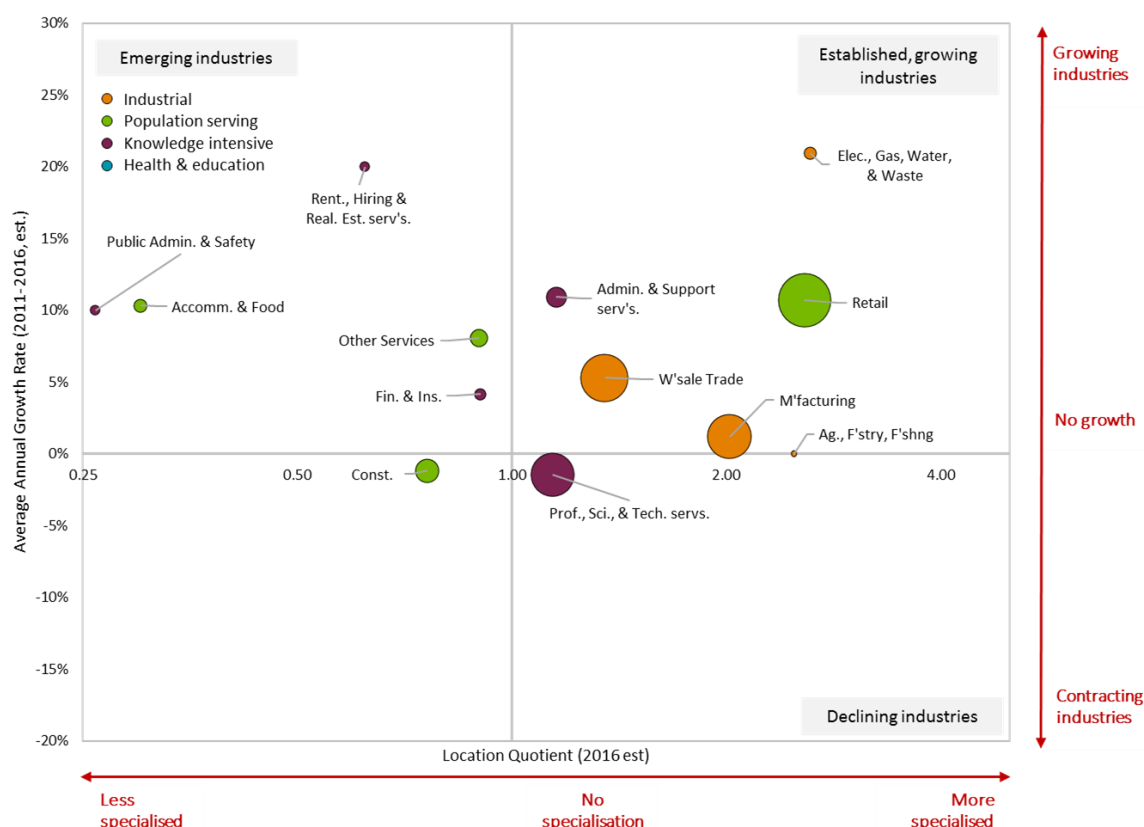 30%
25%
20%
15%
10%
5%
0%
-5%
-10%
-15%
-20%
Average Annual Growth Rate (2011-2016, est.)
Emerging industries
Industrial
Population serving
Knowledge intensive
Health & education
Established, growing
industries
Growing
industries
Elec., Gas, Water,
& Waste
Rent., Hiring &
Real. Est. serv's.
Public Admin. & Safety
Accomm. & Food
Admin. & Support
serv's.
Retail
Other Services
W'sale Trade
Fin. & Ins.
M'facturing
Ag., F'stry, F'shng
No growth
Const.
0.25
0.50
1.00
2.00
4.00
Prof., Sci., & Tech. servs.
Declining industries
Contracting
industries
Location Quotient (2016 est)
Less
specialised
No
specialisation
More
specialised